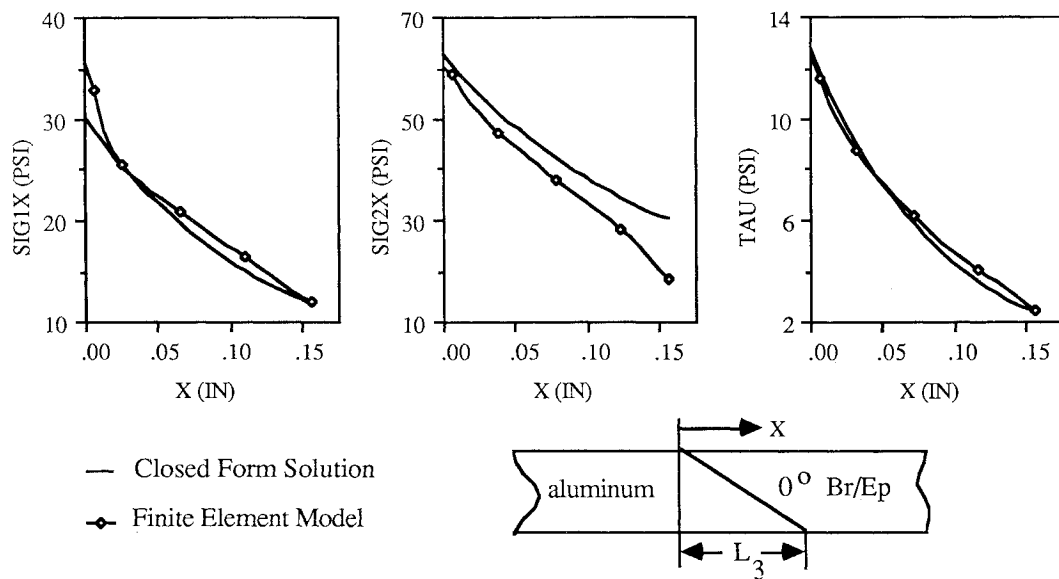 40
30
20
10
SIG1X (PSI)
.00 .05 .10 .15
X (IN)
70
50
30
10
SIG2X (PSI)
.00 .05 .10 .15
X (IN)
14
10
6
2
TAU (PSI)
.00 .05 .10 .15
X (IN)
Closed Form Solution
Finite Element Model
X
aluminum
0° Br/Ep
L3